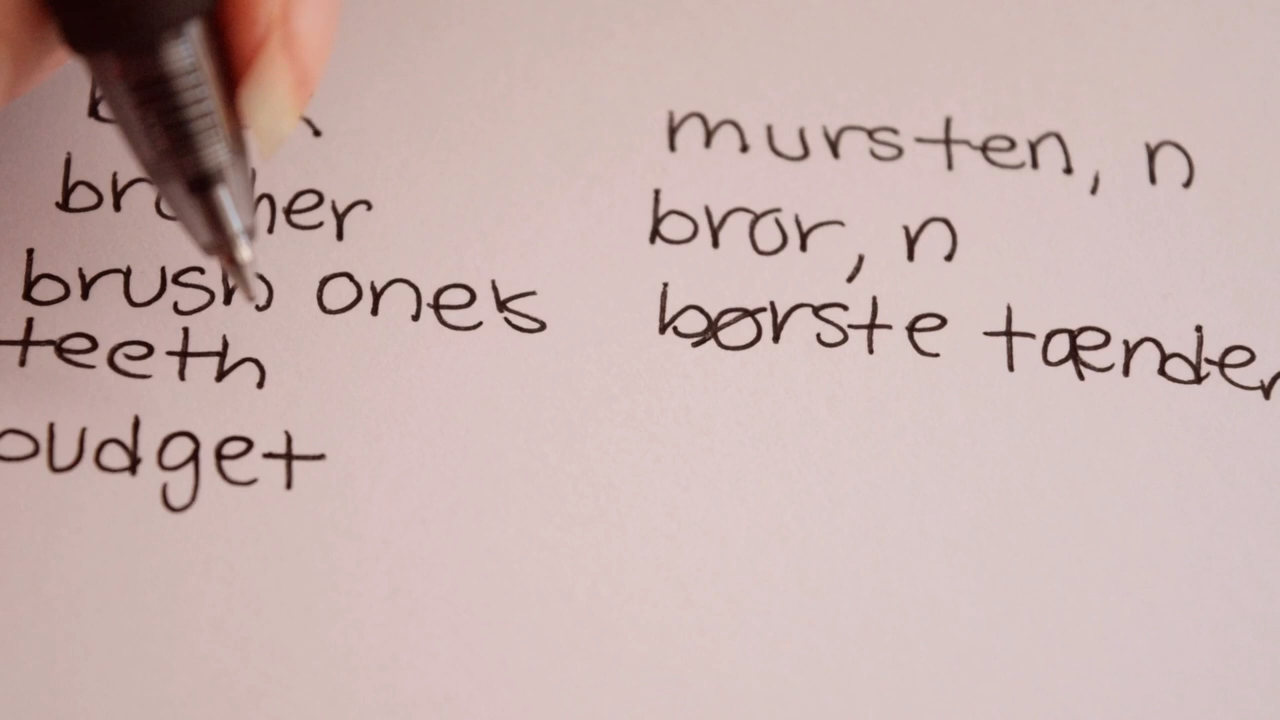 mursten, n
brother bror, n
brush one's børste tænder
teeth
budget